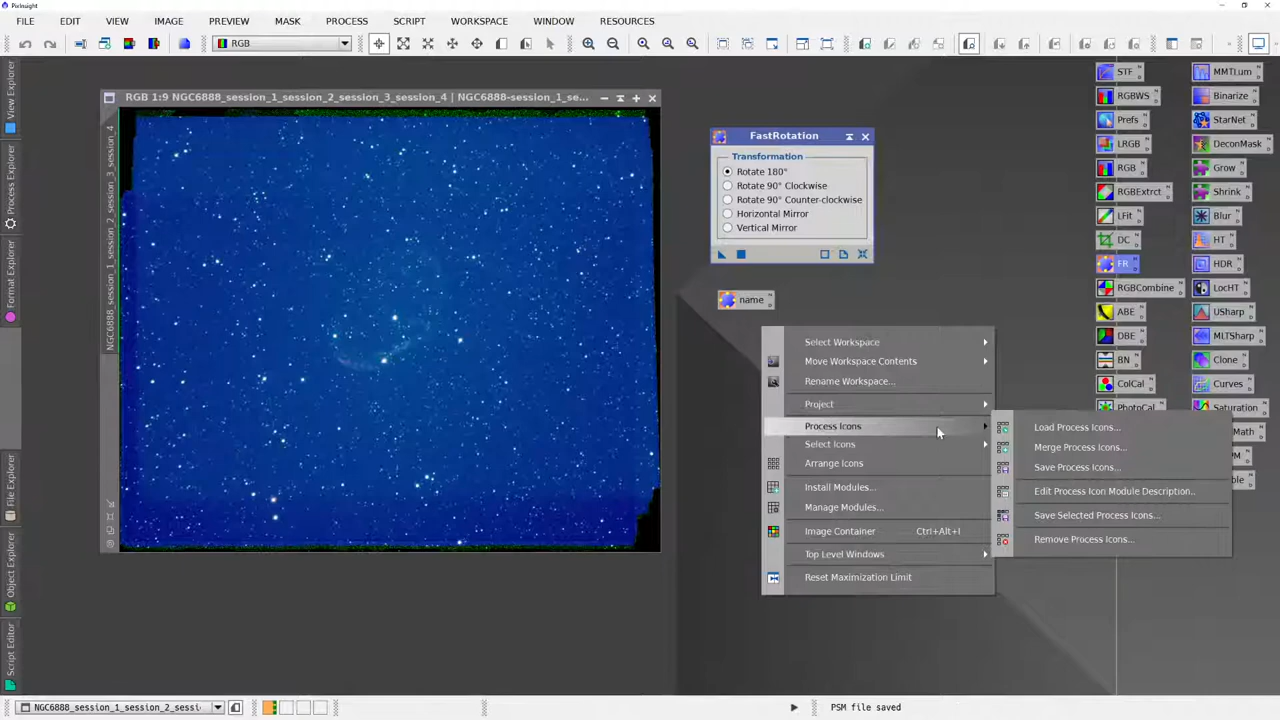 PixInsight
FILE EDIT VIEW IMAGE PREVIEW MASK PROCESS SCRIPT WORKSPACE WINDOW RESOURCES
RGB
View Explorer
Process Explorer
Format Explorer
File Explorer
Object Explorer
Script Editor
RGB 1:9 NGC6888_session_1_session_2_session_3_session_4 | NGC6888-session_1_se...
NGC6888_session_1_session_2_session_3_session_4
FastRotation
Transformation
Rotate 180°
Rotate 90° Clockwise
Rotate 90° Counter-clockwise
Horizontal Mirror
Vertical Mirror
name
Select Workspace
Move Workspace Contents
Rename Workspace...
Project
Process Icons
Select Icons
Arrange Icons
Install Modules...
Manage Modules...
Image Container Ctrl+Alt+I
Top Level Windows
Reset Maximization Limit
Load Process Icons...
Merge Process Icons...
Save Process Icons...
Edit Process Icon Module Description..
Save Selected Process Icons...
Remove Process Icons...
STF
RGBWS
Prefs
LRGB
RGB
RGBExtrct
LFit
DC
FR
RGBCombine
ABE
DBE
BN
ColCal
PhotoCal
MMTLum
Binarize
StarNet
DeconMask
Grow
Shrink
Blur
HT
HDR
LocHT
USharp
MLTSharp
Clone
Curves
Saturation
Math
NGC6888_session_1_session_2_sessi
PSM file saved